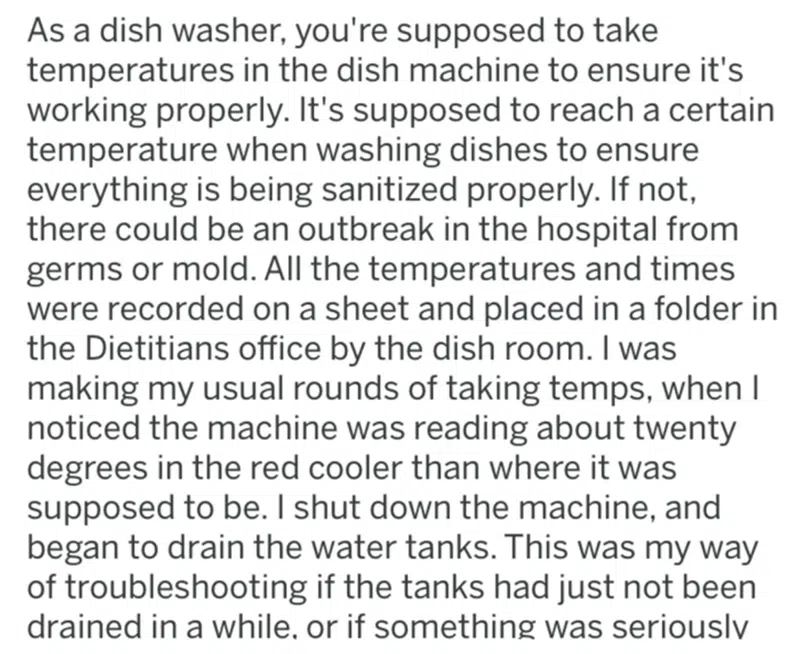 As a dish washer, you're supposed to take
temperatures in the dish machine to ensure it's
working properly. It's supposed to reach a certain
temperature when washing dishes to ensure
everything is being sanitized properly. If not,
there could be an outbreak in the hospital from
germs or mold. All the temperatures and times
were recorded on a sheet and placed in a folder in
the Dietitians office by the dish room. I was
making my usual rounds of taking temps, when I
noticed the machine was reading about twenty
degrees in the red cooler than where it was
supposed to be. I shut down the machine, and
began to drain the water tanks. This was my way
of troubleshooting if the tanks had just not been
drained in a while, or if something was seriously